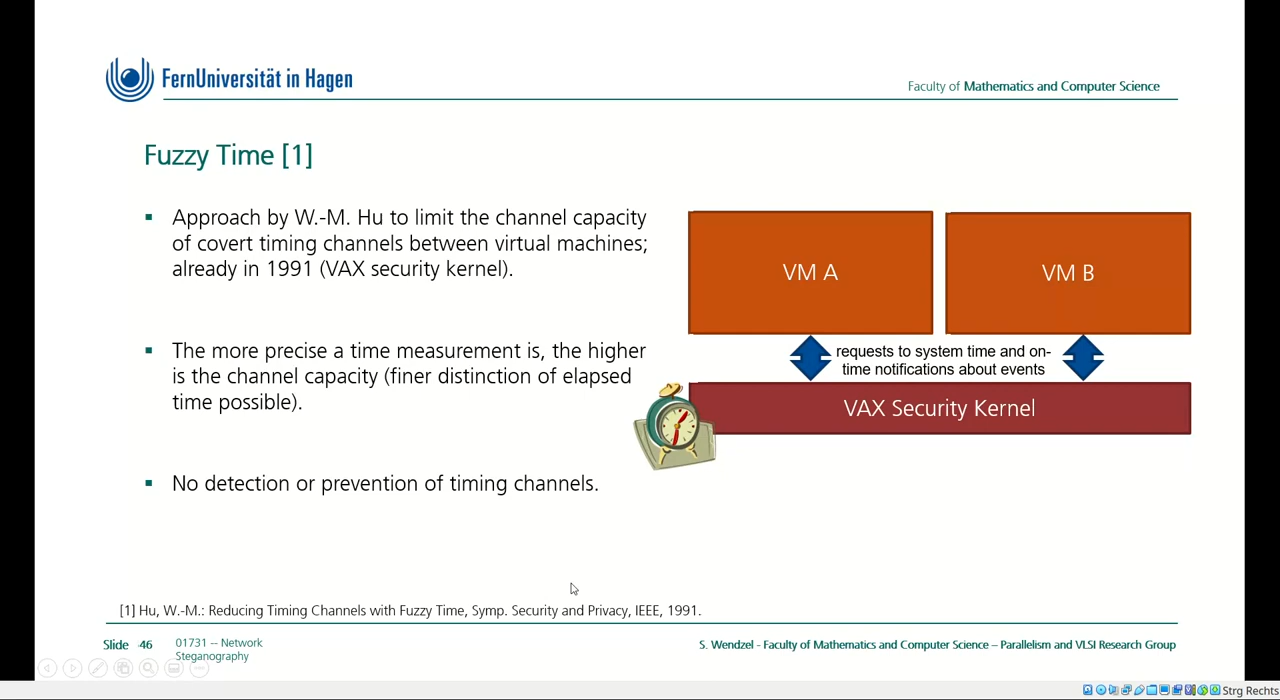 FernUniversität in Hagen
Faculty of Mathematics and Computer Science
Fuzzy Time [1]
▪ Approach by W.-M. Hu to limit the channel capacity
of covert timing channels between virtual machines;
already in 1991 (VAX security kernel).
▪ The more precise a time measurement is, the higher
is the channel capacity (finer distinction of elapsed
time possible).
▪ No detection or prevention of timing channels.
VM A
VM B
requests to system time and on-
time notifications about events
VAX Security Kernel
[1] Hu, W.-M.: Reducing Timing Channels with Fuzzy Time, Symp. Security and Privacy, IEEE, 1991.
Slide 46
01731 -- Network
Steganography
S. Wendzel - Faculty of Mathematics and Computer Science – Parallelism and VLSI Research Group
Strg Rechts